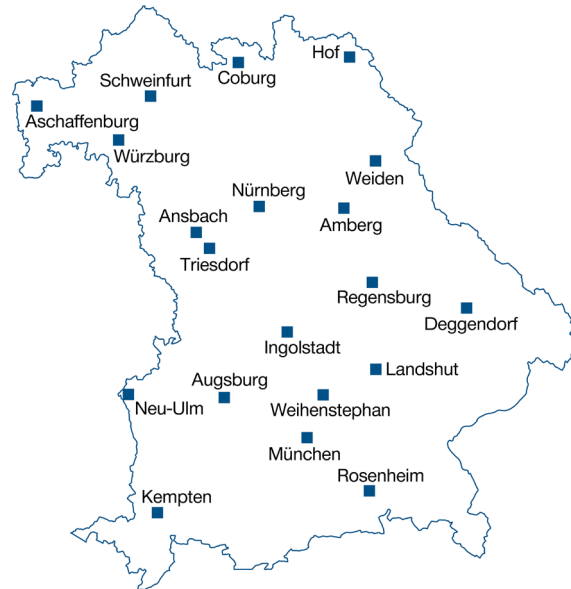 Hof
Coburg
Schweinfurt
Aschaffenburg
Würzburg
Weiden
Nürnberg
Amberg
Ansbach
Triesdorf
Regensburg
Deggendorf
Ingolstadt
Landshut
Augsburg
Neu-Ulm
Weihenstephan
München
Rosenheim
Kempten